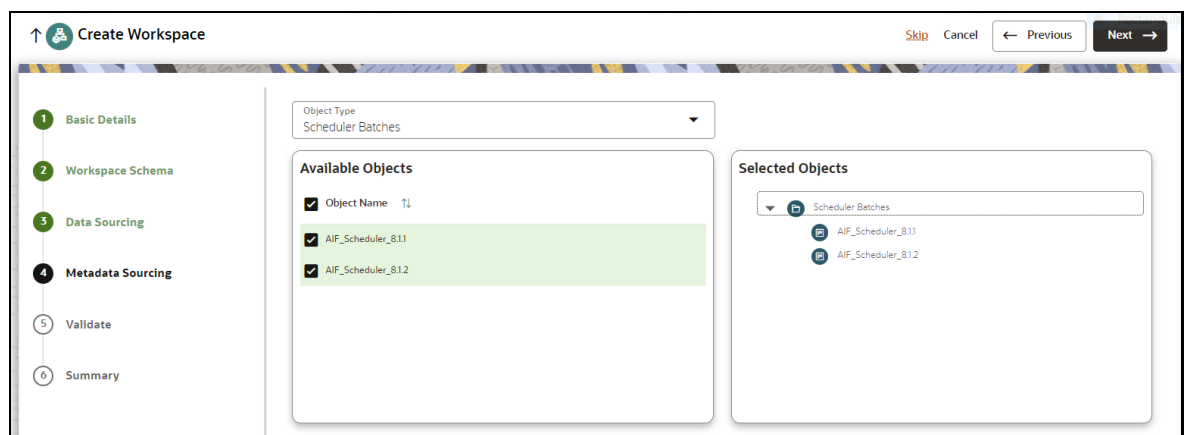 Create Workspace
Skip Cancel ← Previous Next →
1 Basic Details
2 Workspace Schema
3 Data Sourcing
4 Metadata Sourcing
5 Validate
6 Summary
Object Type
Scheduler Batches
Available Objects
Object Name
AIF_Scheduler_8.1.1
AIF_Scheduler_8.1.2
Selected Objects
Scheduler Batches
AIF_Scheduler_8.1.1
AIF_Scheduler_8.1.2